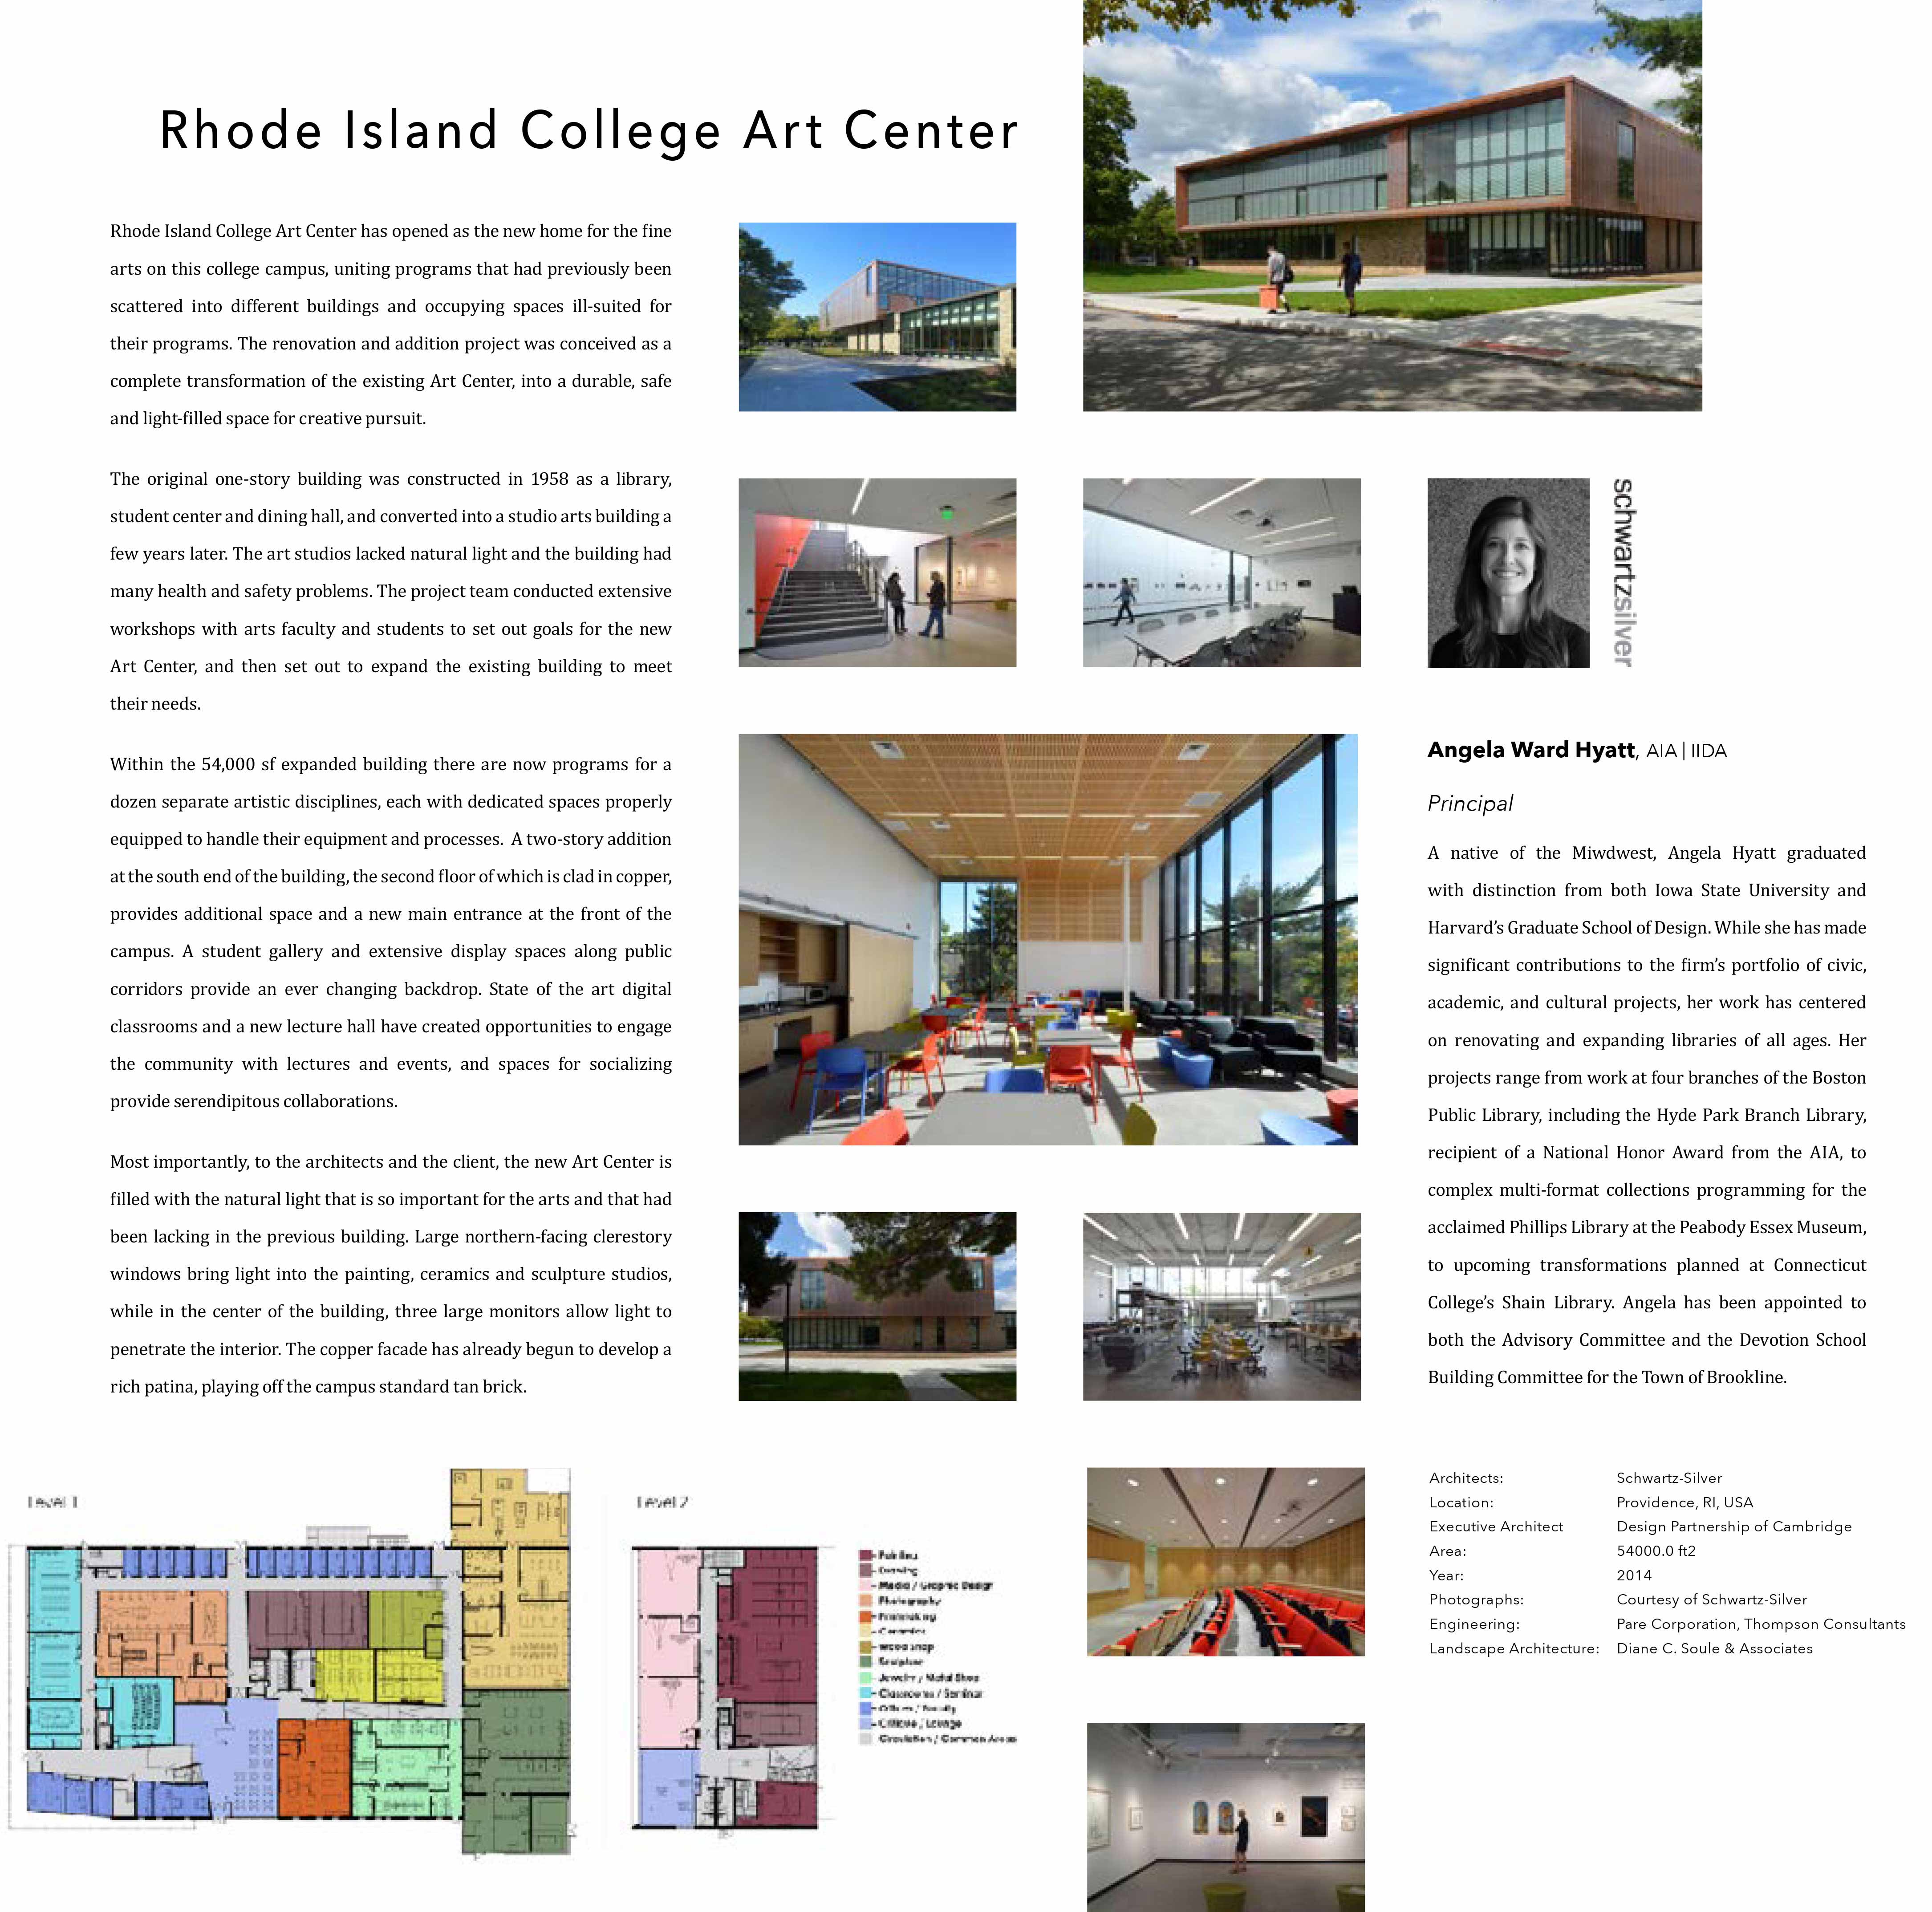 Rhode Island College Art Center
Rhode Island College Art Center has opened as the new home for the fine
arts on this college campus, uniting programs that had previously been
scattered into different buildings and occupying spaces ill-suited for
their programs. The renovation and addition project was conceived as a
complete transformation of the existing Art Center, into a durable, safe
and light-filled space for creative pursuit.
The original one-story building was constructed in 1958 as a library,
student center and dining hall, and converted into a studio arts building a
few years later. The art studios lacked natural light and the building had
many health and safety problems. The project team conducted extensive
workshops with arts faculty and students to set out goals for the new
Art Center, and then set out to expand the existing building to meet
their needs.
Within the 54,000 sf expanded building there are now programs for a
dozen separate artistic disciplines, each with dedicated spaces properly
equipped to handle their equipment and processes. A two-story addition
at the south end of the building, the second floor of which is clad in copper,
provides additional space and a new main entrance at the front of the
campus. A student gallery and extensive display spaces along public
corridors provide an ever changing backdrop. State of the art digital
classrooms and a new lecture hall have created opportunities to engage
the community with lectures and events, and spaces for socializing
provide serendipitous collaborations.
Most importantly, to the architects and the client, the new Art Center is
filled with the natural light that is so important for the arts and that had
been lacking in the previous building. Large northern-facing clerestory
windows bring light into the painting, ceramics and sculpture studios,
while in the center of the building, three large monitors allow light to
penetrate the interior. The copper facade has already begun to develop a
rich patina, playing off the campus standard tan brick.
schwartzsilver
Angela Ward Hyatt, AIA | IIDA
Principal
A native of the Miwdwest, Angela Hyatt graduated
with distinction from both Iowa State University and
Harvard's Graduate School of Design. While she has made
significant contributions to the firm's portfolio of civic,
academic, and cultural projects, her work has centered
on renovating and expanding libraries of all ages. Her
projects range from work at four branches of the Boston
Public Library, including the Hyde Park Branch Library,
recipient of a National Honor Award from the AIA, to
complex multi-format collections programming for the
acclaimed Phillips Library at the Peabody Essex Museum,
to upcoming transformations planned at Connecticut
College's Shain Library. Angela has been appointed to
both the Advisory Committee and the Devotion School
Building Committee for the Town of Brookline.
Level 1
Level 2
Painting
Drawing
Media / Graphic Design
Photography
Printmaking
Ceramics
Wood Shop
Sculpture
Jewelry / Metal Shop
Classrooms / Seminar
Offices / Faculty
Critique / Lounge
Circulation / Common Areas
Architects: Schwartz-Silver
Location: Providence, RI, USA
Executive Architect Design Partnership of Cambridge
Area: 54000.0 ft2
Year: 2014
Photographs: Courtesy of Schwartz-Silver
Engineering: Pare Corporation, Thompson Consultants
Landscape Architecture: Diane C. Soule & Associates